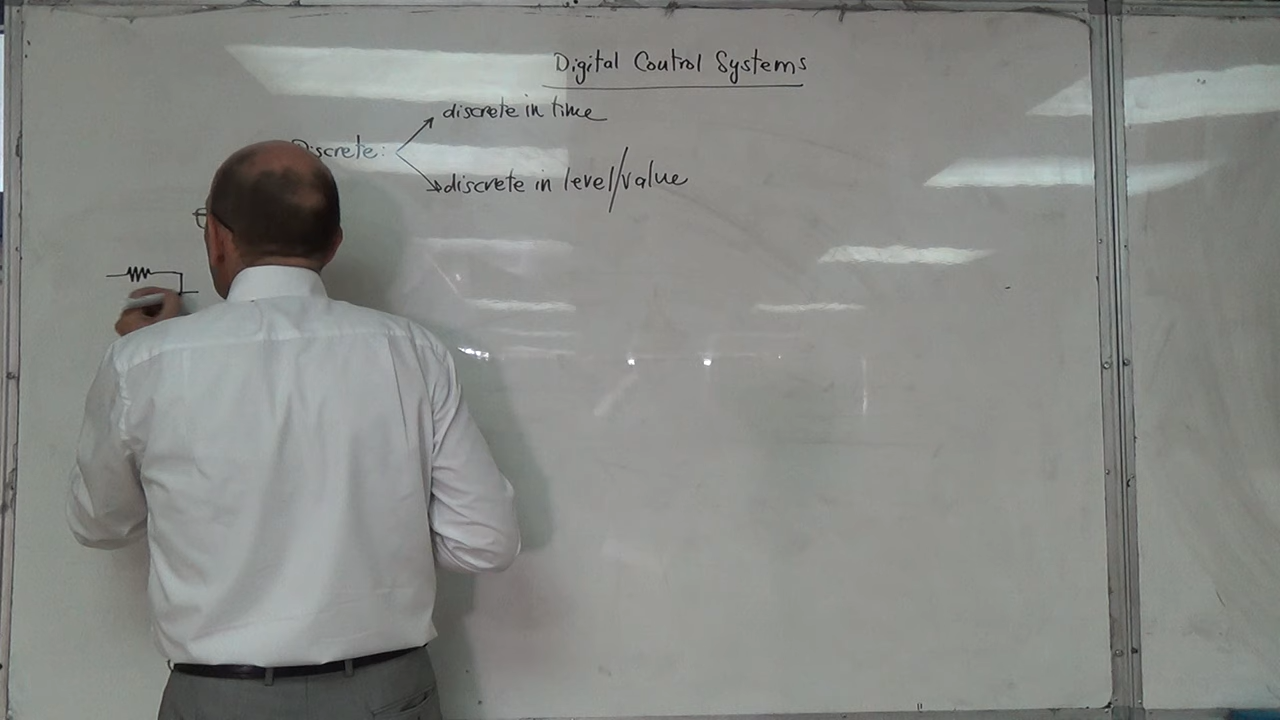 Digital Control Systems
discrete in time
Discrete:
discrete in level/value